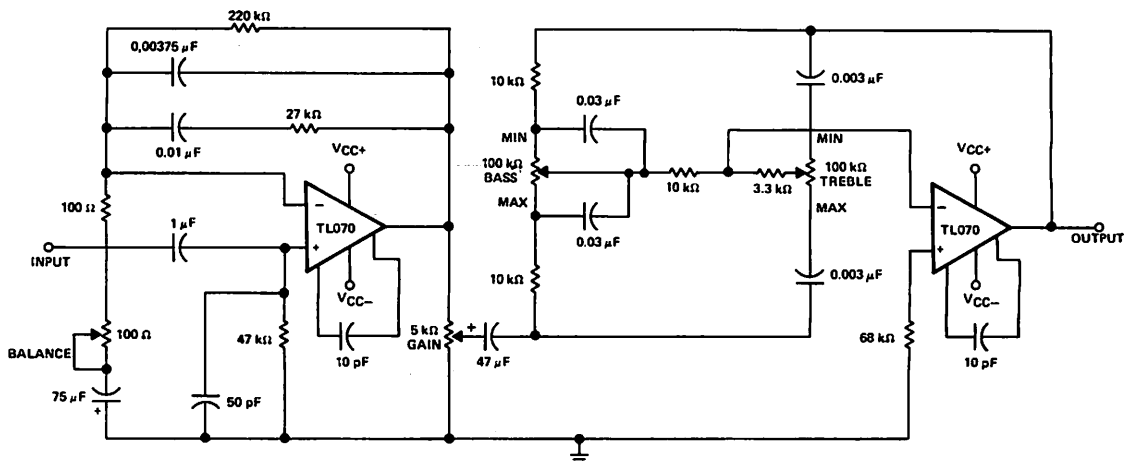 220 kΩ
0,00375 μF
0.01 μF
27 kΩ
VCC+
100 Ω
1 μF
INPUT
−
+
TL070
VCC−
100 Ω
BALANCE
75 μF
+
50 pF
47 kΩ
10 pF
5 kΩ
GAIN
+
47 μF
10 kΩ
0.03 μF
MIN
100 kΩ
BASS
MAX
0.03 μF
10 kΩ
10 kΩ
3.3 kΩ
0.003 μF
MIN
100 kΩ
TREBLE
MAX
0.003 μF
VCC+
−
+
TL070
VCC−
68 kΩ
10 pF
OUTPUT